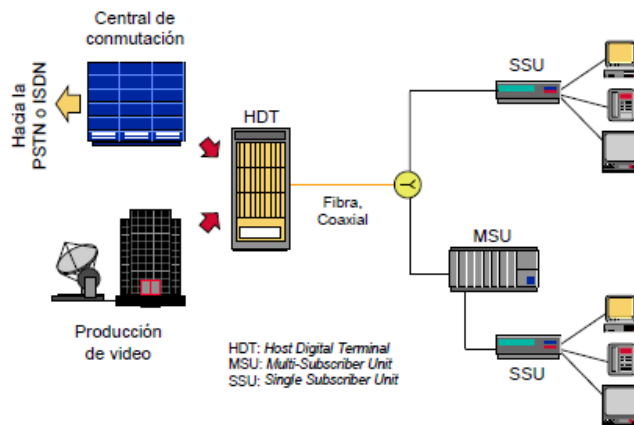 Central de
conmutación
Hacia la
PSTN o ISDN
HDT
SSU
Fibra,
Coaxial
MSU
Producción
de video
HDT: Host Digital Terminal
MSU: Multi-Subscriber Unit
SSU: Single Subscriber Unit
SSU